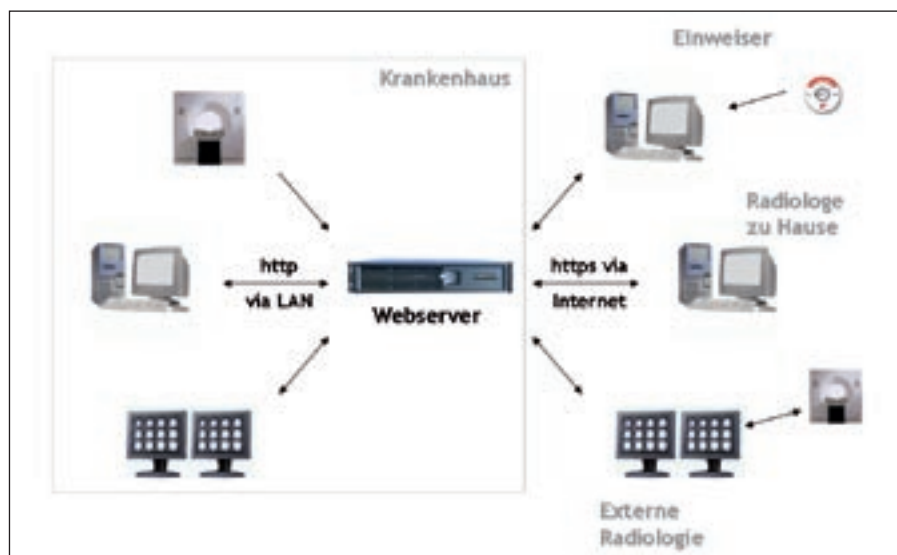 Einweiser
Krankenhaus
Radiologe
zu Hause
http
via LAN
https via
Internet
Webserver
Externe
Radiologie